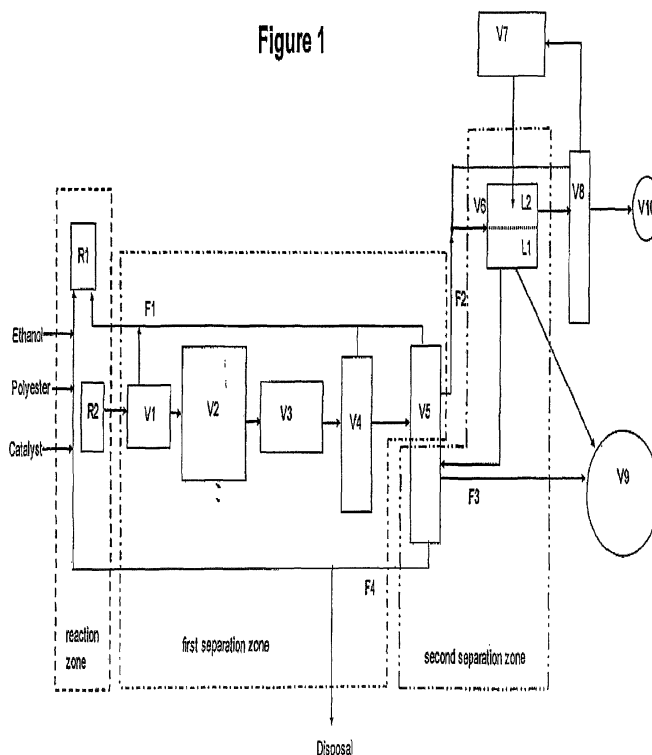 Figure 1
V7
V6
L2
L1
V8
V10
R1
F1
F2
Ethanol
Polyester
Catalyst
R2
V1
V2
V3
V4
V5
F3
V9
F4
reaction
zone
first separation zone
second separation zone
Disposal